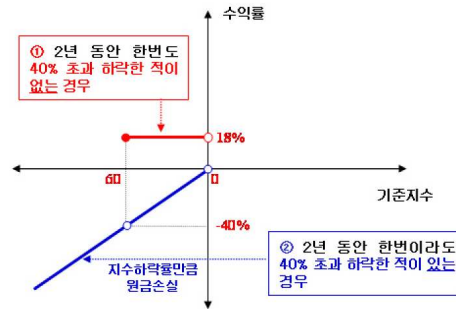 수익률
① 2년 동안 한번도
40% 초과 하락한 적이
없는 경우
18%
60
0
기준지수
-40%
지수하락률만큼
원금손실
② 2년 동안 한번이라도
40% 초과 하락한 적이 있는
경우